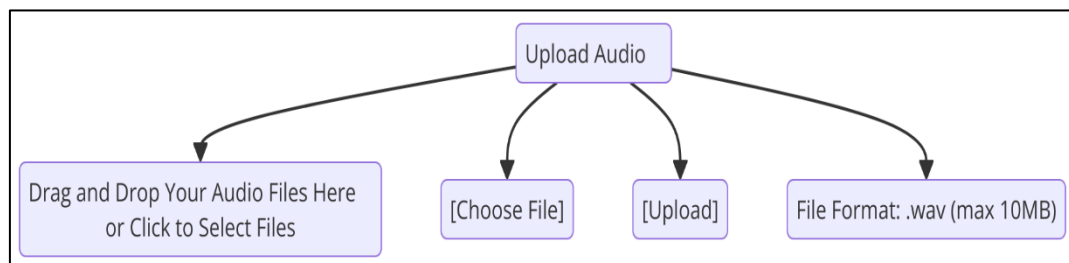 Upload Audio
Drag and Drop Your Audio Files Here
or Click to Select Files
[Choose File]
[Upload]
File Format: .wav (max 10MB)